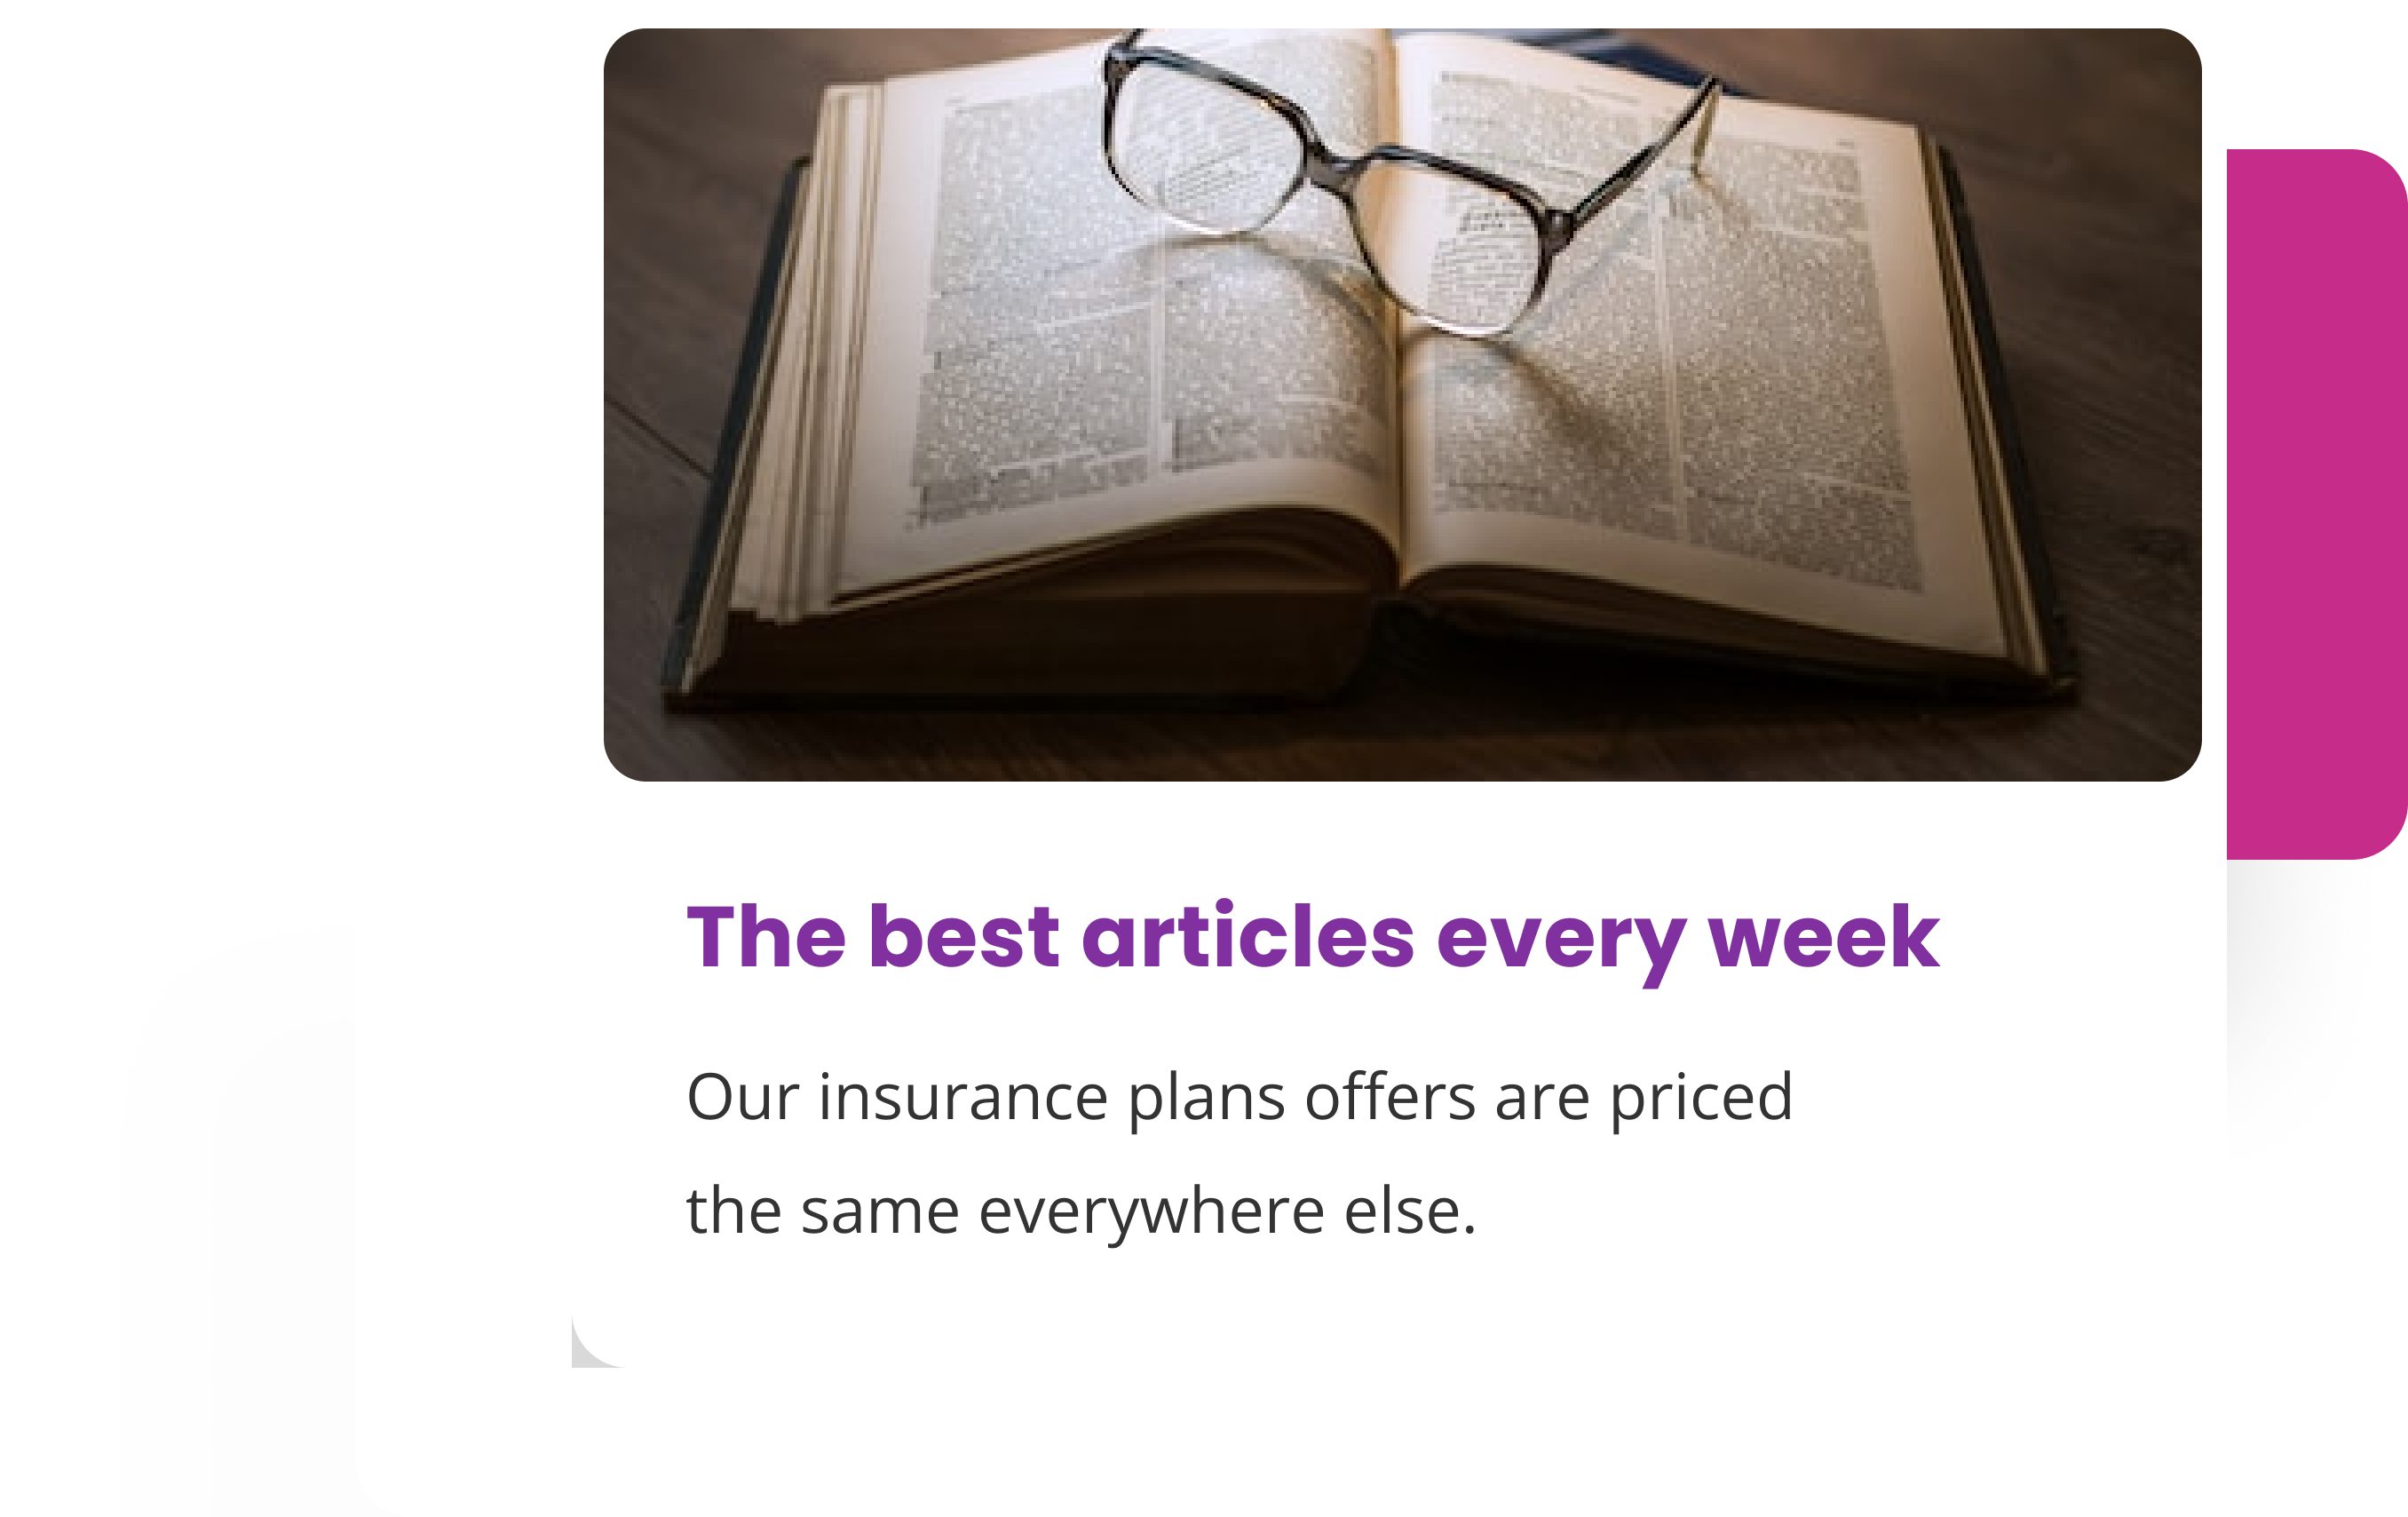 The best articles every week
Our insurance plans offers are priced
the same everywhere else.